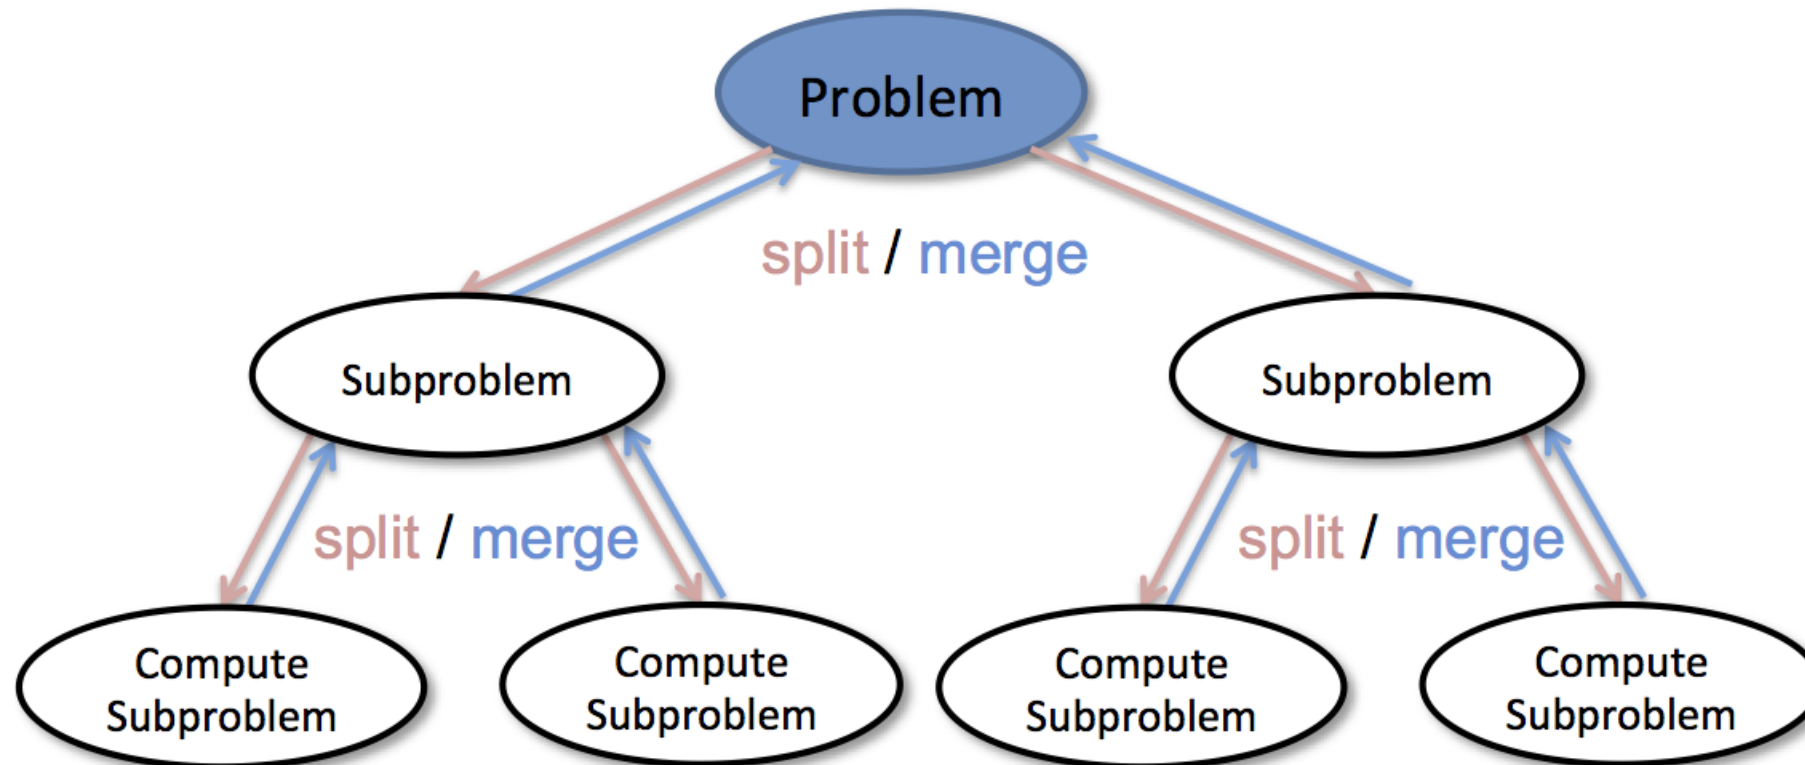 Problem
split / merge
Subproblem
Subproblem
split / merge
split / merge
Compute
Subproblem
Compute
Subproblem
Compute
Subproblem
Compute
Subproblem